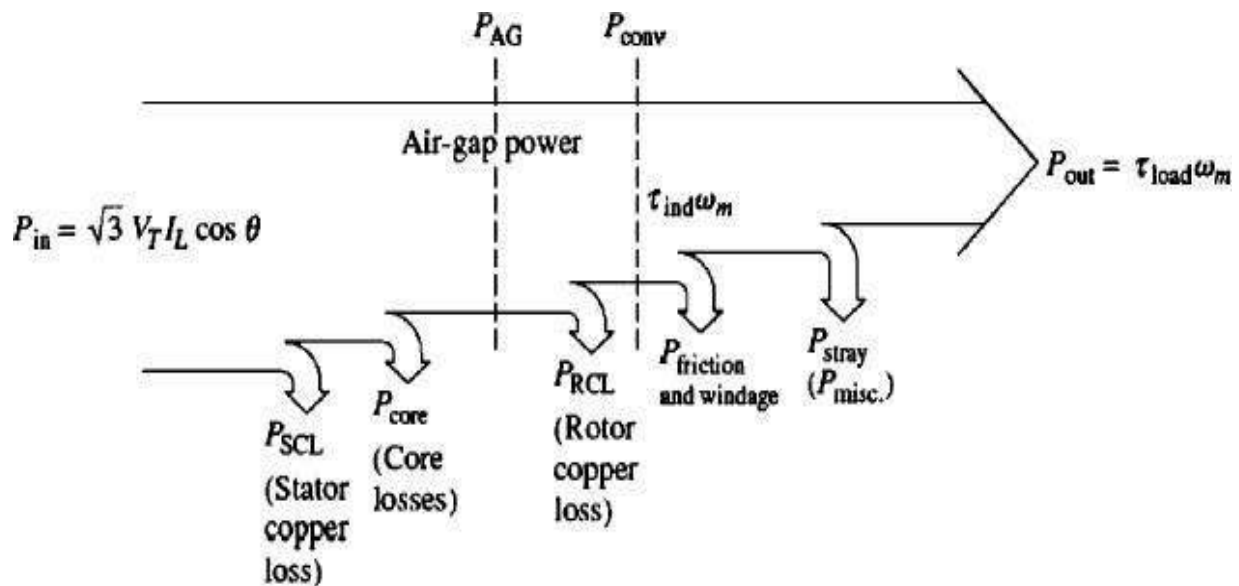 P_AG
P_conv
Air-gap power
P_out = τ_load ω_m
τ_ind ω_m
P_in = √3 V_T I_L cos θ
P_SCL
(Stator
copper
loss)
P_core
(Core
losses)
P_RCL
(Rotor
copper
loss)
P_friction
and windage
P_stray
(P_misc.)